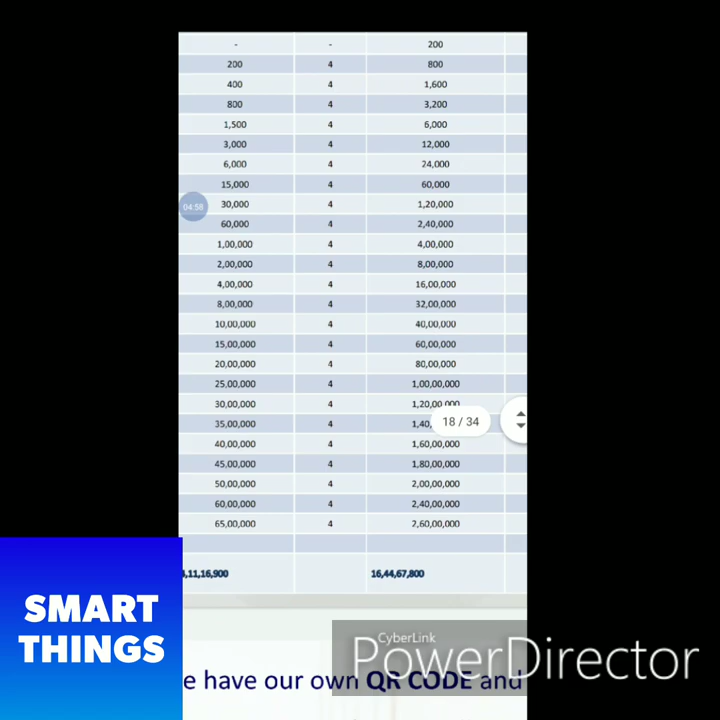 - - 200
200 4 800
400 4 1,600
800 4 3,200
1,500 4 6,000
3,000 4 12,000
6,000 4 24,000
15,000 4 60,000
04:58 30,000 4 1,20,000
60,000 4 2,40,000
1,00,000 4 4,00,000
2,00,000 4 8,00,000
4,00,000 4 16,00,000
8,00,000 4 32,00,000
10,00,000 4 40,00,000
15,00,000 4 60,00,000
20,00,000 4 80,00,000
25,00,000 4 1,00,00,000
30,00,000 4
18 / 34
35,00,000 4
40,00,000 4 1,60,00,000
45,00,000 4 1,80,00,000
50,00,000 4 2,00,00,000
60,00,000 4 2,40,00,000
65,00,000 4 2,60,00,000
,11,16,900 16,44,67,800
SMART
THINGS
CyberLink
PowerDirector
e have our own QR CODE and